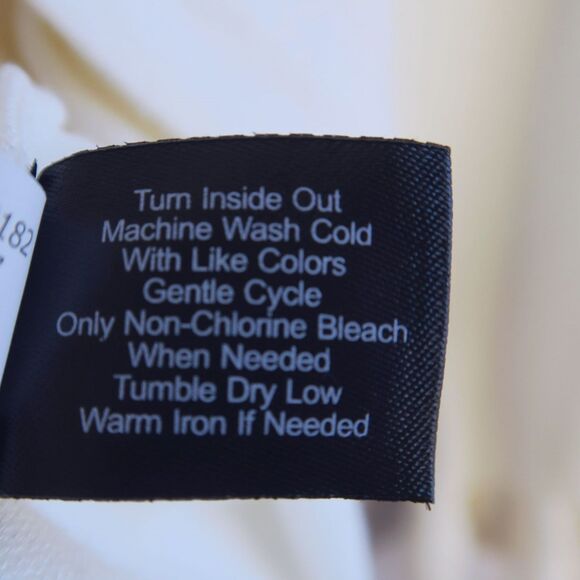 182
Turn Inside Out
Machine Wash Cold
With Like Colors
Gentle Cycle
Only Non-Chlorine Bleach
When Needed
Tumble Dry Low
Warm Iron If Needed